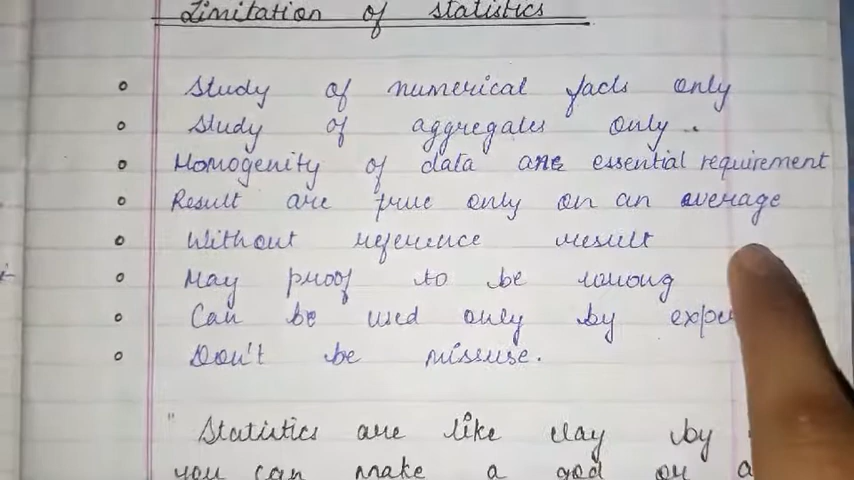 Limitation of statistics
Study of numerical facts only
Study of aggregates only.
Homogenity of data are essential requirement
Result are true only on an average
Without reference result
May proof to be wrong
Can be used only by
Don't be missuse.
"Statistics are like clay by
you can make a god or a